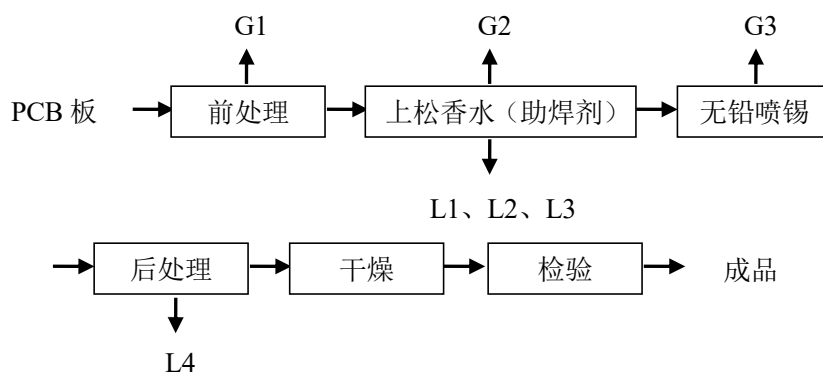 G1 G2 G3
PCB 板 前处理 上松香水（助焊剂） 无铅喷锡
L1、L2、L3
后处理 干燥 检验 成品
L4